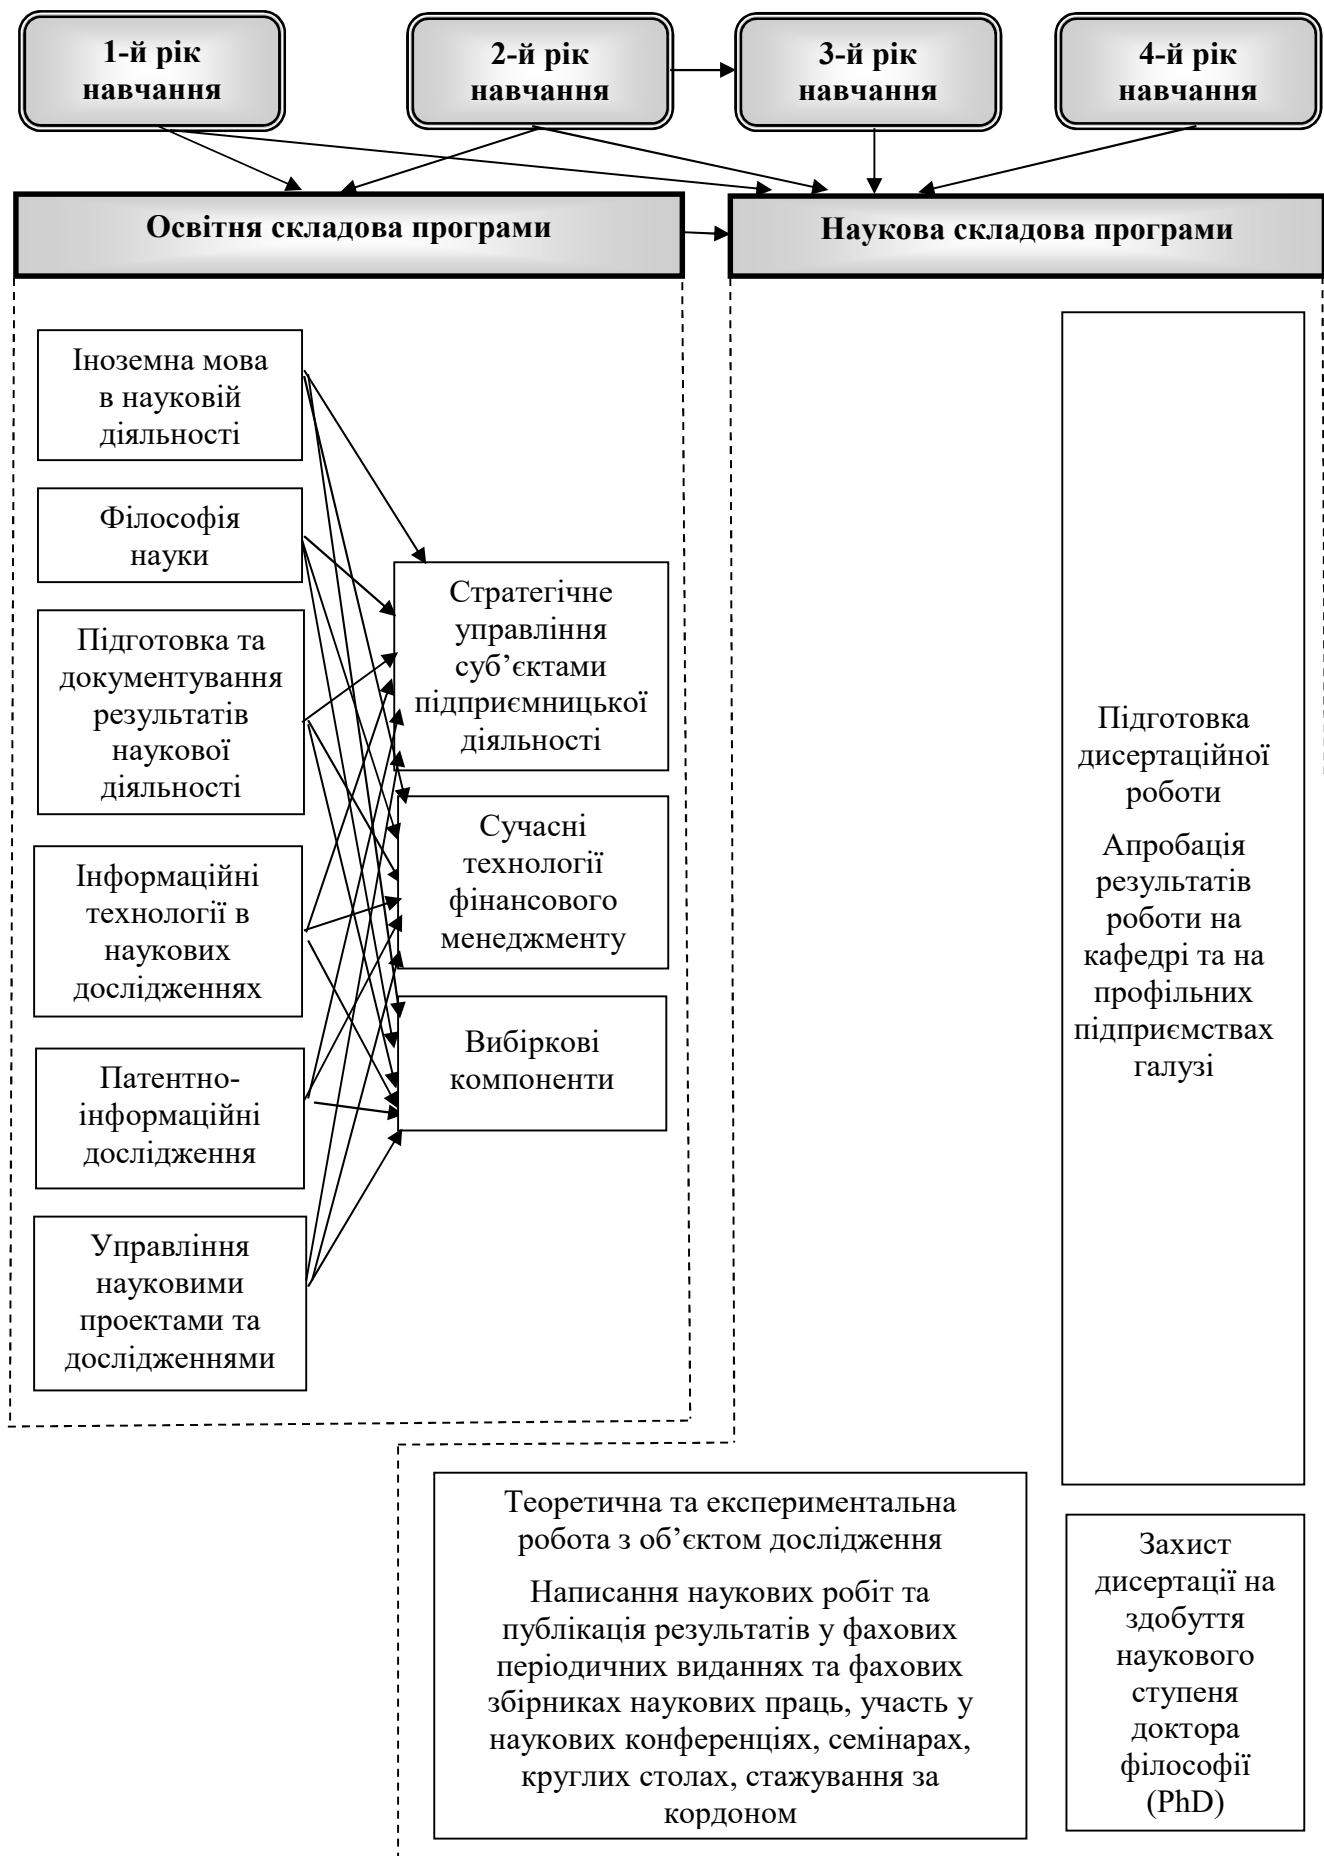 1-й рік
навчання
2-й рік
навчання
3-й рік
навчання
4-й рік
навчання
Освітня складова програми
Наукова складова програми
Іноземна мова
в науковій
діяльності
Філософія
науки
Підготовка та
документування
результатів
наукової
діяльності
Інформаційні
технології в
наукових
дослідженнях
Патентно-
інформаційні
дослідження
Управління
науковими
проектами та
дослідженнями
Стратегічне
управління
суб’єктами
підприємницької
діяльності
Сучасні
технології
фінансового
менеджменту
Вибіркові
компоненти
Підготовка
дисертаційної
роботи
Апробація
результатів
роботи на
кафедрі та на
профільних
підприємствах
галузі
Теоретична та експериментальна
робота з об’єктом дослідження
Написання наукових робіт та
публікація результатів у фахових
періодичних виданнях та фахових
збірниках наукових праць, участь у
наукових конференціях, семінарах,
круглих столах, стажування за
кордоном
Захист
дисертації на
здобуття
наукового
ступеня
доктора
філософії
(PhD)